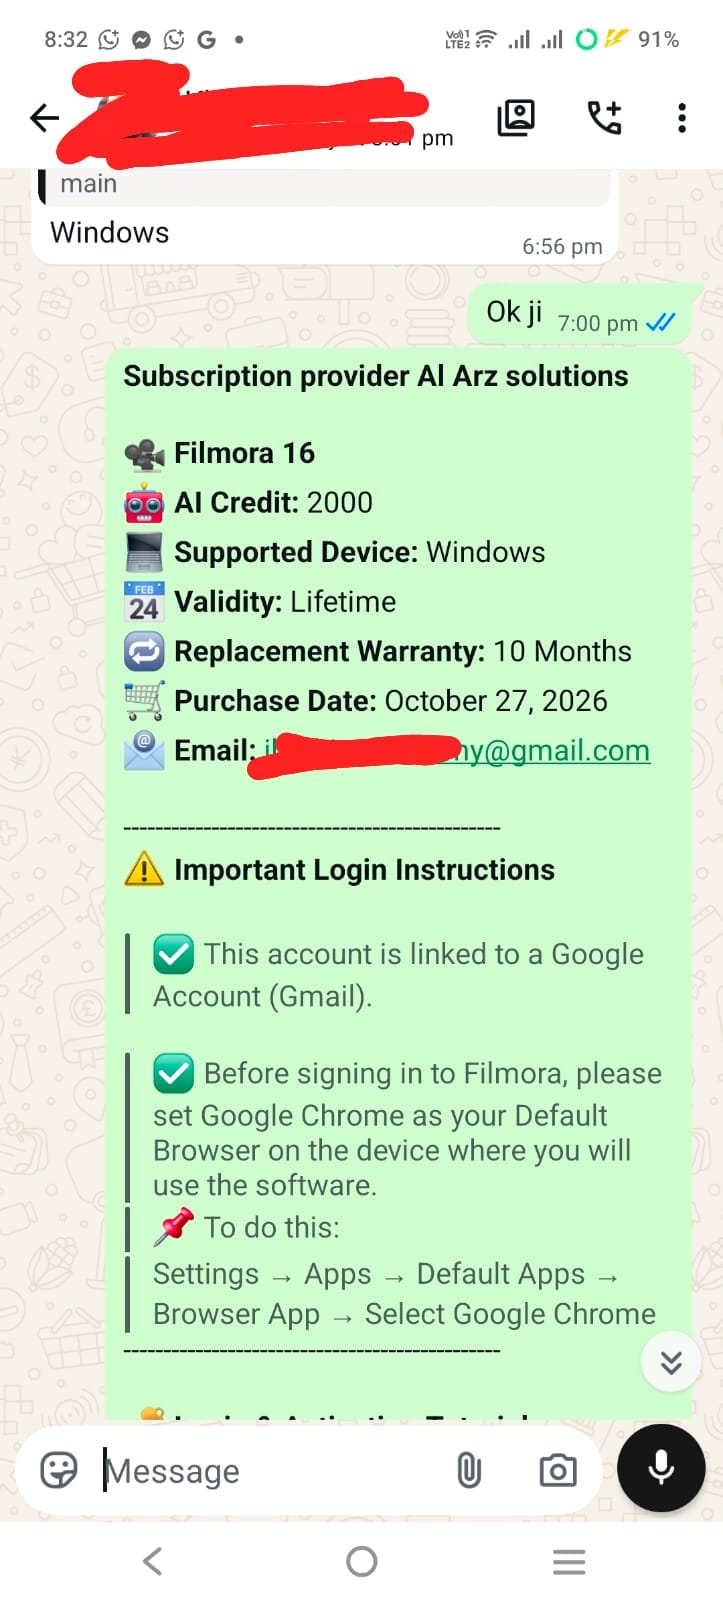 8:32
Vo)) 1
LTE2
91%
pm
main
Windows
6:56 pm
Ok ji
7:00 pm
Subscription provider Al Arz solutions
Filmora 16
AI Credit: 2000
Supported Device: Windows
FEB
24
Validity: Lifetime
Replacement Warranty: 10 Months
Purchase Date: October 27, 2026
Email: ny@gmail.com
-----------------------------------------------
Important Login Instructions
This account is linked to a Google
Account (Gmail).
Before signing in to Filmora, please
set Google Chrome as your Default
Browser on the device where you will
use the software.
To do this:
Settings → Apps → Default Apps →
Browser App → Select Google Chrome
-----------------------------------------------
Message